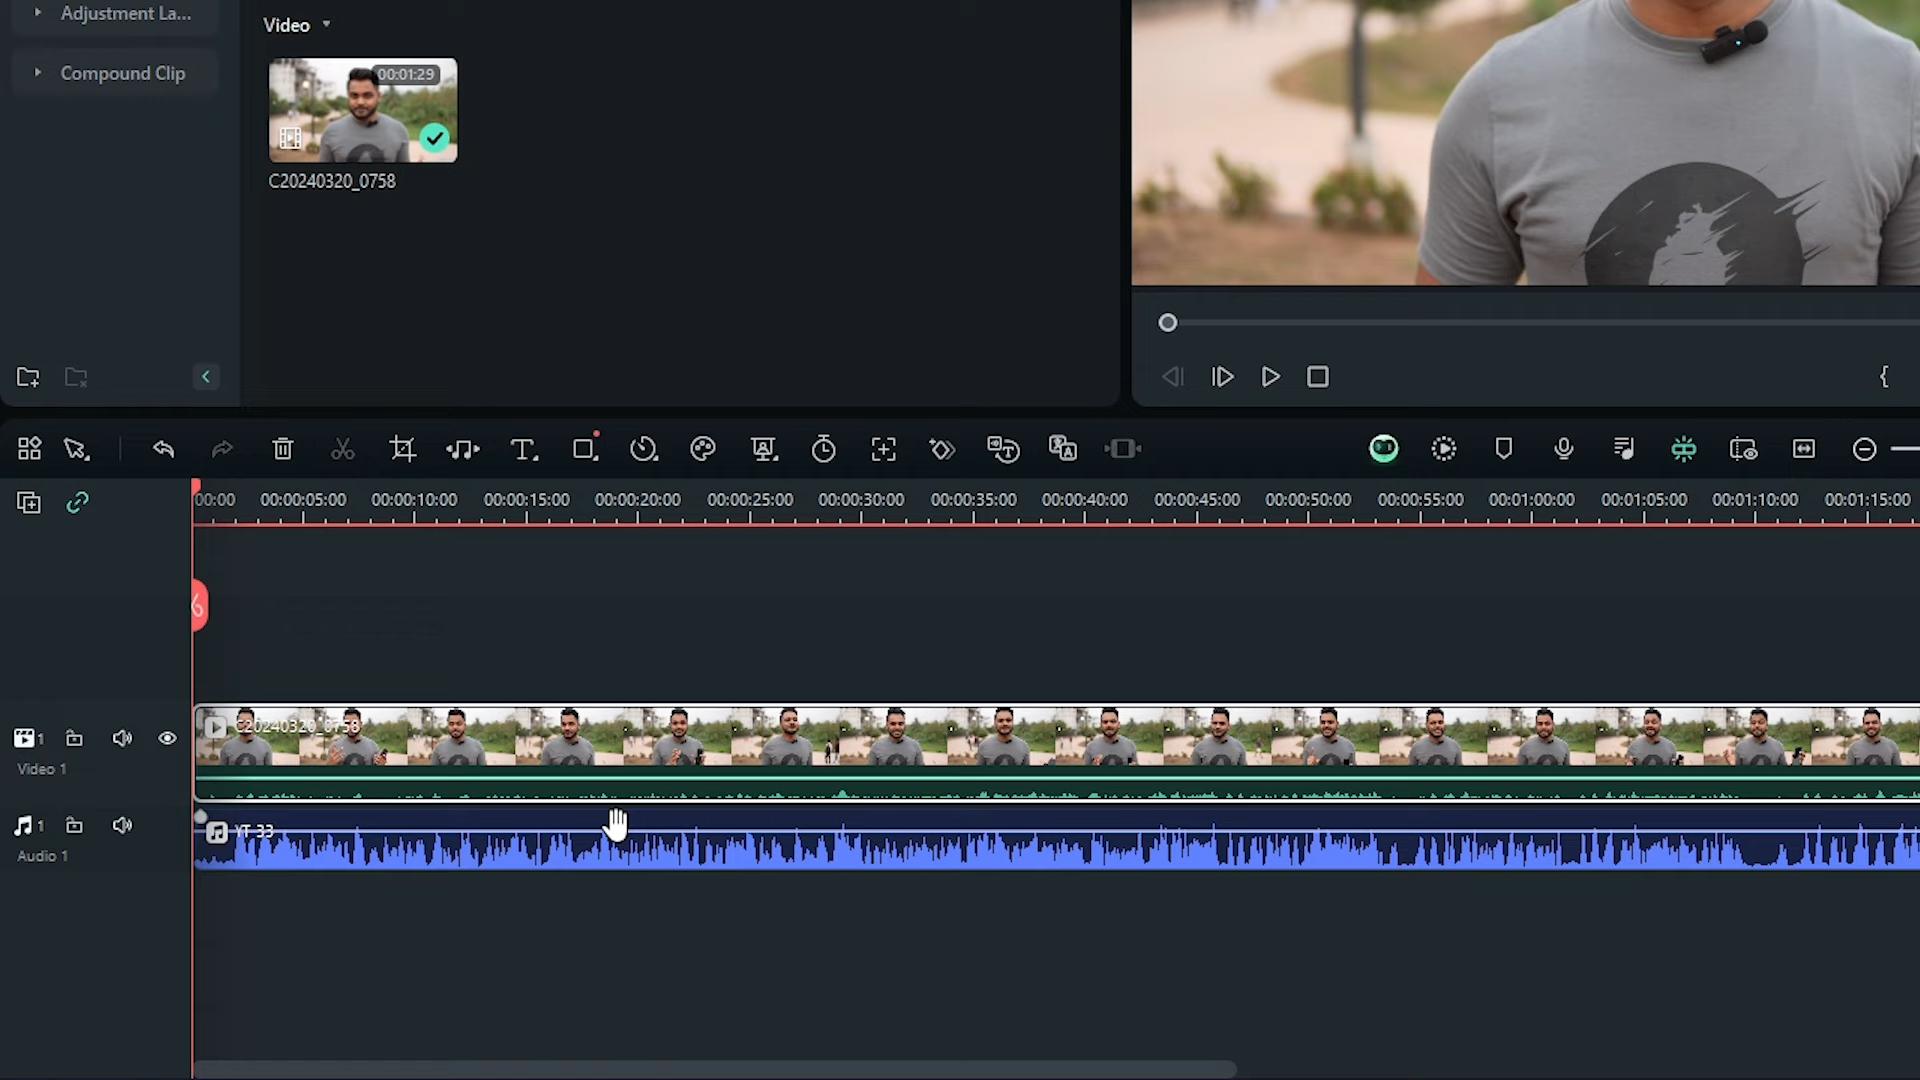 Adjustment La...
Compound Clip
Video
00:01:29
C20240320_0758
00:00 00:00:05:00 00:00:10:00 00:00:15:00 00:00:20:00 00:00:25:00 00:00:30:00 00:00:35:00 00:00:40:00 00:00:45:00 00:00:50:00 00:00:55:00 00:01:00:00 00:01:05:00 00:01:10:00 00:01:15:00
C20240320_0758
1
Video 1
YT 33
1
Audio 1